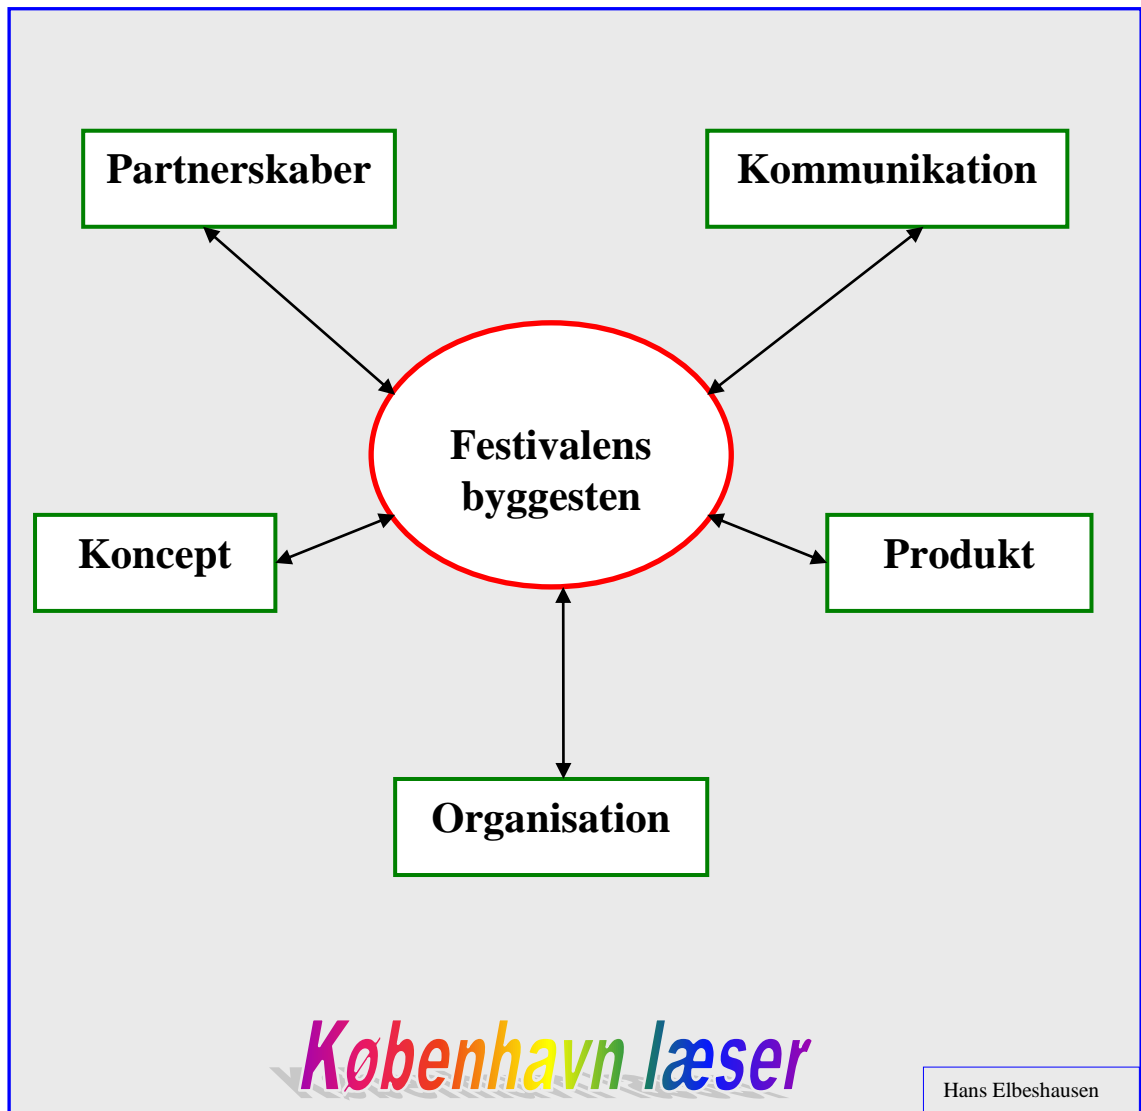 Partnerskaber
Kommunikation
Festivalens
byggesten
Koncept
Produkt
Organisation
København læser
Hans Elbeshausen